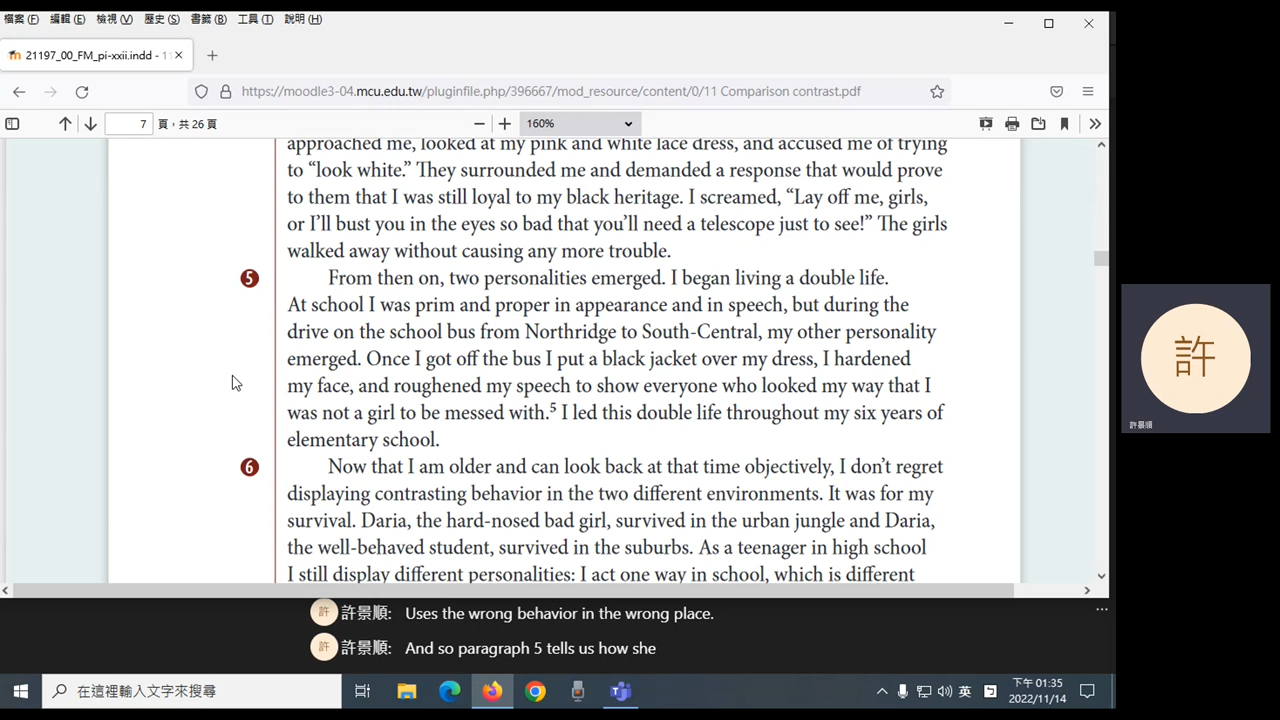 檔案(F) 編輯(E) 檢視(V) 歷史(S) 書籤(B) 工具(T) 說明(H)
21197_00_FM_pi-xxii.indd - 11
https://moodle3-04.mcu.edu.tw/pluginfile.php/396667/mod_resource/content/0/11 Comparison contrast.pdf
7 頁，共 26 頁 160%
approached me, looked at my pink and white lace dress, and accused me of trying
to “look white.” They surrounded me and demanded a response that would prove
to them that I was still loyal to my black heritage. I screamed, “Lay off me, girls,
or I’ll bust you in the eyes so bad that you’ll need a telescope just to see!” The girls
walked away without causing any more trouble.
5 From then on, two personalities emerged. I began living a double life.
At school I was prim and proper in appearance and in speech, but during the
drive on the school bus from Northridge to South-Central, my other personality
emerged. Once I got off the bus I put a black jacket over my dress, I hardened
my face, and roughened my speech to show everyone who looked my way that I
was not a girl to be messed with.5 I led this double life throughout my six years of
elementary school.
6 Now that I am older and can look back at that time objectively, I don’t regret
displaying contrasting behavior in the two different environments. It was for my
survival. Daria, the hard-nosed bad girl, survived in the urban jungle and Daria,
the well-behaved student, survived in the suburbs. As a teenager in high school
I still display different personalities: I act one way in school, which is different
許
許景順
許 許景順: Uses the wrong behavior in the wrong place.
許 許景順: And so paragraph 5 tells us how she
在這裡輸入文字來搜尋
英
下午 01:35
2022/11/14